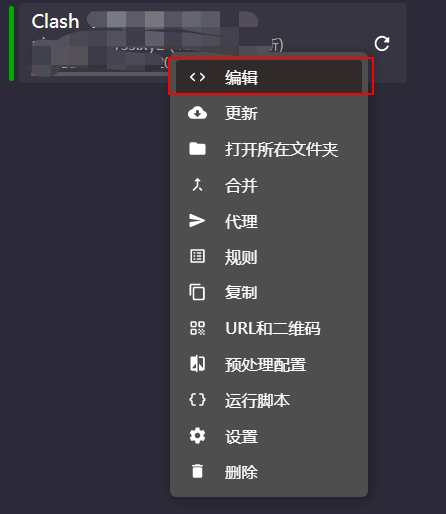 Clash
编辑
更新
打开所在文件夹
合并
代理
规则
复制
URL和二维码
预处理配置
运行脚本
设置
删除